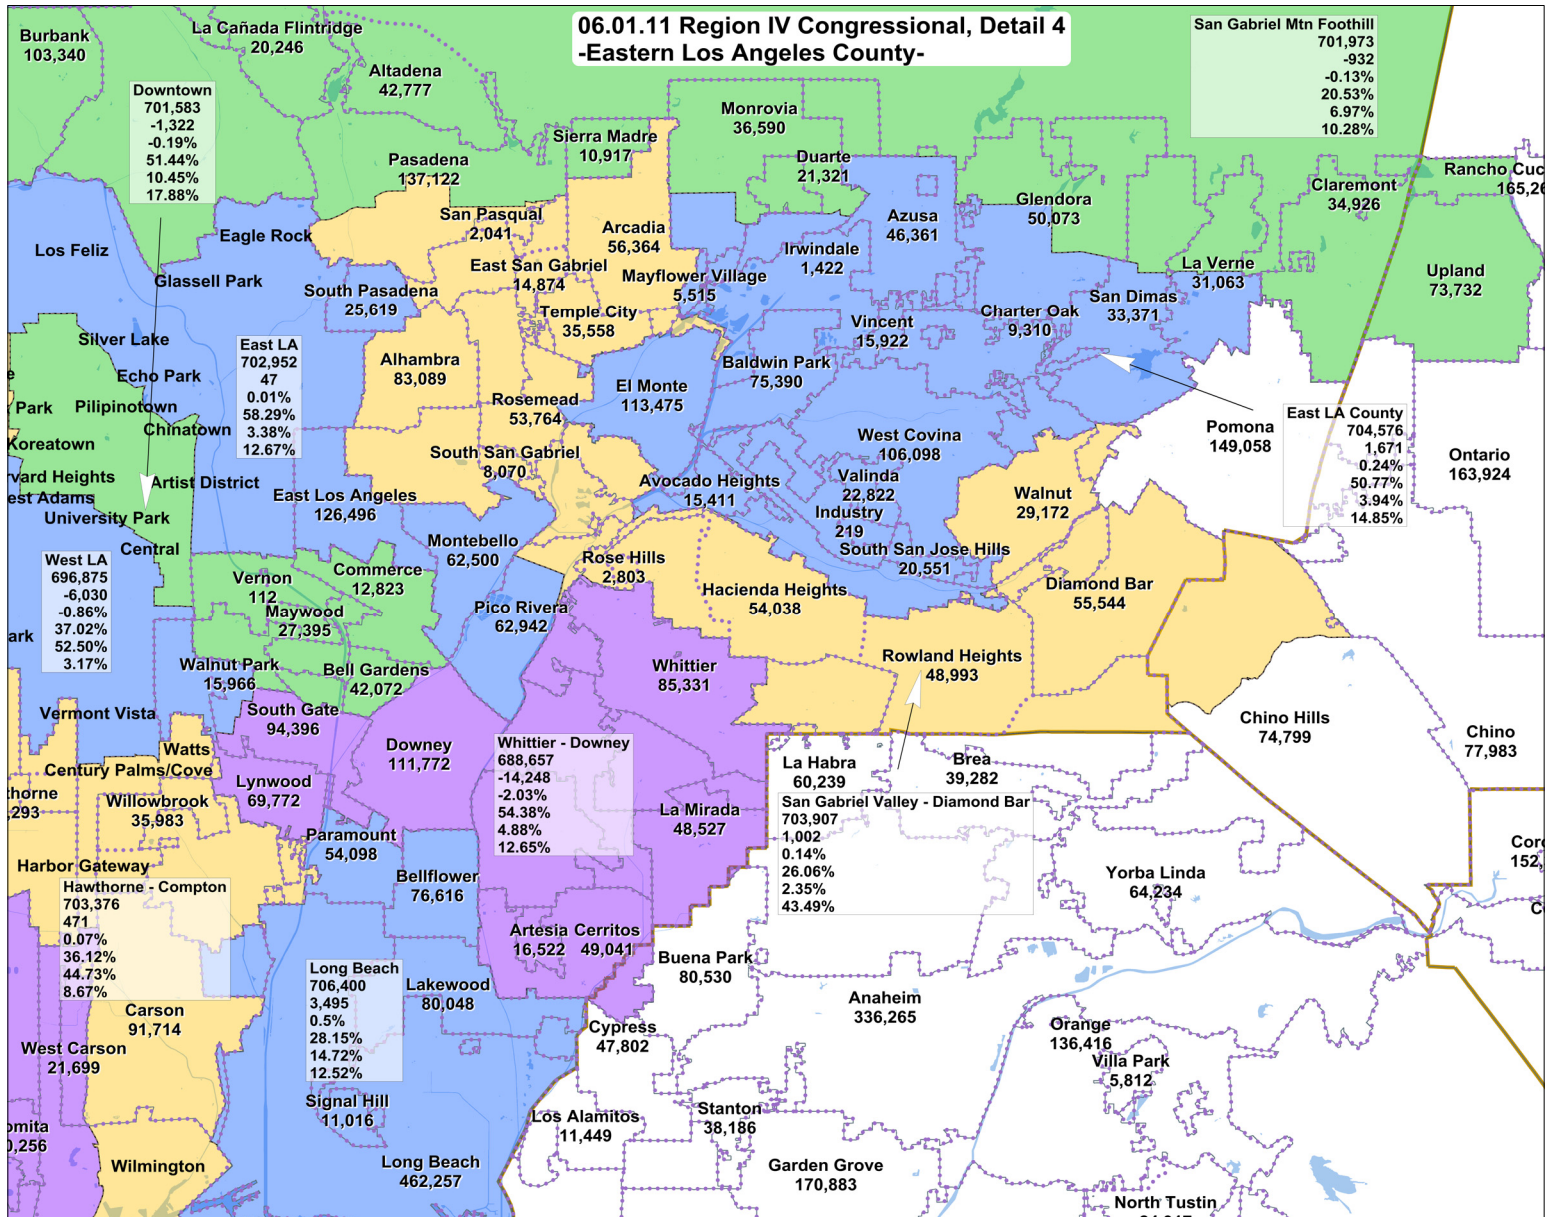 06.01.11 Region IV Congressional, Detail 4
-Eastern Los Angeles County-
Burbank
103,340
La Cañada Flintridge
20,246
Altadena
42,777
San Gabriel Mtn Foothill
701,973
-932
-0.13%
20.53%
6.97%
10.28%
Downtown
701,583
-1,322
-0.19%
51.44%
10.45%
17.88%
Monrovia
36,590
Sierra Madre
10,917
Pasadena
137,122
Duarte
21,321
Rancho Cuc
Claremont
34,926
Glendora
50,073
San Pasqual
2,041
Azusa
46,361
Arcadia
56,364
Eagle Rock
Los Feliz
Irwindale
1,422
East San Gabriel
14,874
Mayflower Village
5,515
La Verne
31,063
Upland
73,732
Glassell Park
South Pasadena
25,619
San Dimas
33,371
Temple City
35,558
Charter Oak
9,310
Vincent
15,922
Silver Lake
East LA
702,952
47
0.01%
58.29%
3.38%
12.67%
Alhambra
83,089
Baldwin Park
75,390
Echo Park
El Monte
113,475
Rosemead
53,764
Park
Pilipinotown
Chinatown
Koreatown
East LA County
704,576
1,671
0.24%
50.77%
3.94%
14.85%
Pomona
149,058
West Covina
106,098
Ontario
163,924
South San Gabriel
8,070
rvard Heights
Artist District
est Adams
Avocado Heights
15,411
Valinda
22,822
East Los Angeles
126,496
Walnut
29,172
Industry
219
University Park
Montebello
62,500
Central
South San Jose Hills
20,551
West LA
696,875
-6,030
-0.86%
37.02%
52.50%
3.17%
Rose Hills
2,803
Commerce
12,823
Vernon
112
Hacienda Heights
54,038
Diamond Bar
55,544
Maywood
27,395
Pico Rivera
62,942
ark
Rowland Heights
48,993
Walnut Park
15,966
Bell Gardens
42,072
Whittier
85,331
South Gate
94,396
Vermont Vista
Chino Hills
74,799
Chino
77,983
Downey
111,772
Whittier - Downey
688,657
-14,248
-2.03%
54.38%
4.88%
12.65%
Watts
Century Palms/Cove
La Habra
60,239
Brea
39,282
Lynwood
69,772
thorne
,293
Willowbrook
35,983
San Gabriel Valley - Diamond Bar
703,907
1,002
0.14%
26.06%
2.35%
43.49%
La Mirada
48,527
Paramount
54,098
Coro
152,
Harbor Gateway
Bellflower
76,616
Yorba Linda
64,234
Hawthorne - Compton
703,376
471
0.07%
36.12%
44.73%
8.67%
Artesia
16,522
Cerritos
49,041
Buena Park
80,530
Long Beach
706,400
3,495
0.5%
28.15%
14.72%
12.52%
Lakewood
80,048
Anaheim
336,265
Carson
91,714
Cypress
47,802
Orange
136,416
West Carson
21,699
Villa Park
5,812
Signal Hill
11,016
Los Alamitos
11,449
Stanton
38,186
omita
0,256
Wilmington
Long Beach
462,257
Garden Grove
170,883
North Tustin